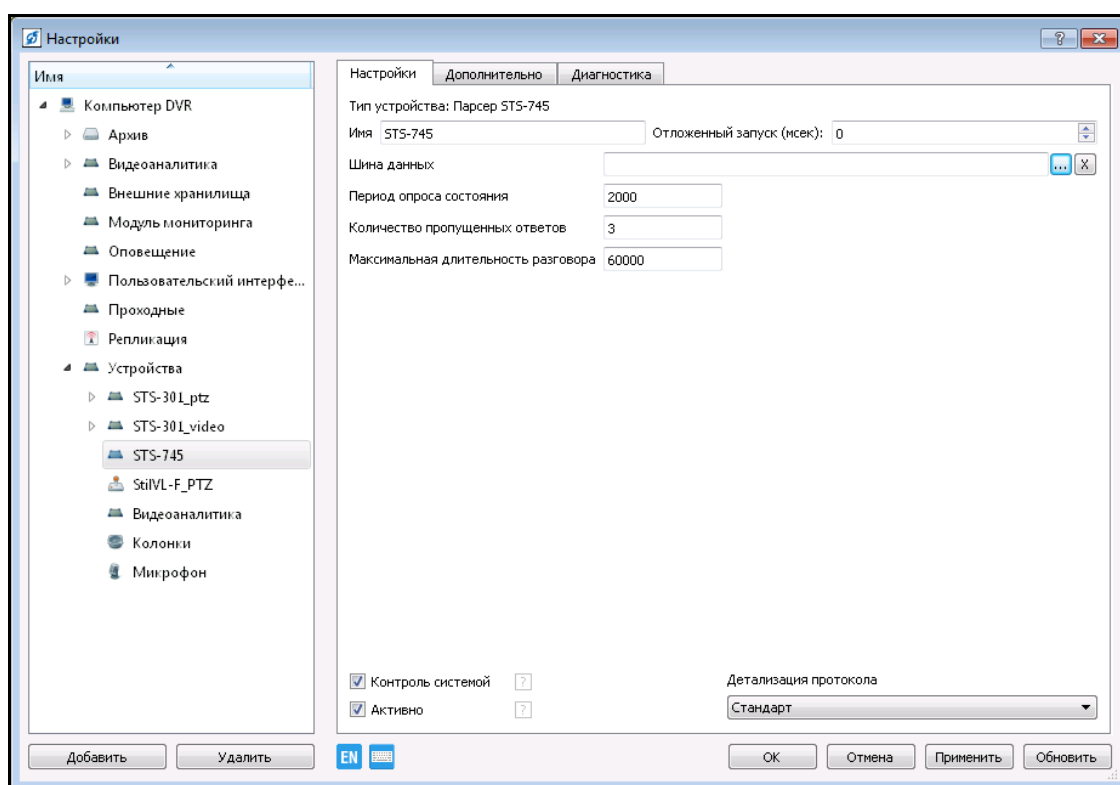 Настройки
Имя
Компьютер DVR
Архив
Видеоаналитика
Внешние хранилища
Модуль мониторинга
Оповещение
Пользовательский интерфе...
Проходные
Репликация
Устройства
STS-301_ptz
STS-301_video
STS-745
StilVL-F_PTZ
Видеоаналитика
Колонки
Микрофон
Добавить Удалить
Настройки Дополнительно Диагностика
Тип устройства: Парсер STS-745
Имя STS-745 Отложенный запуск (мсек): 0
Шина данных ... X
Период опроса состояния 2000
Количество пропущенных ответов 3
Максимальная длительность разговора 60000
Контроль системой ? Детализация протокола
Активно ? Стандарт
EN OK Отмена Применить Обновить